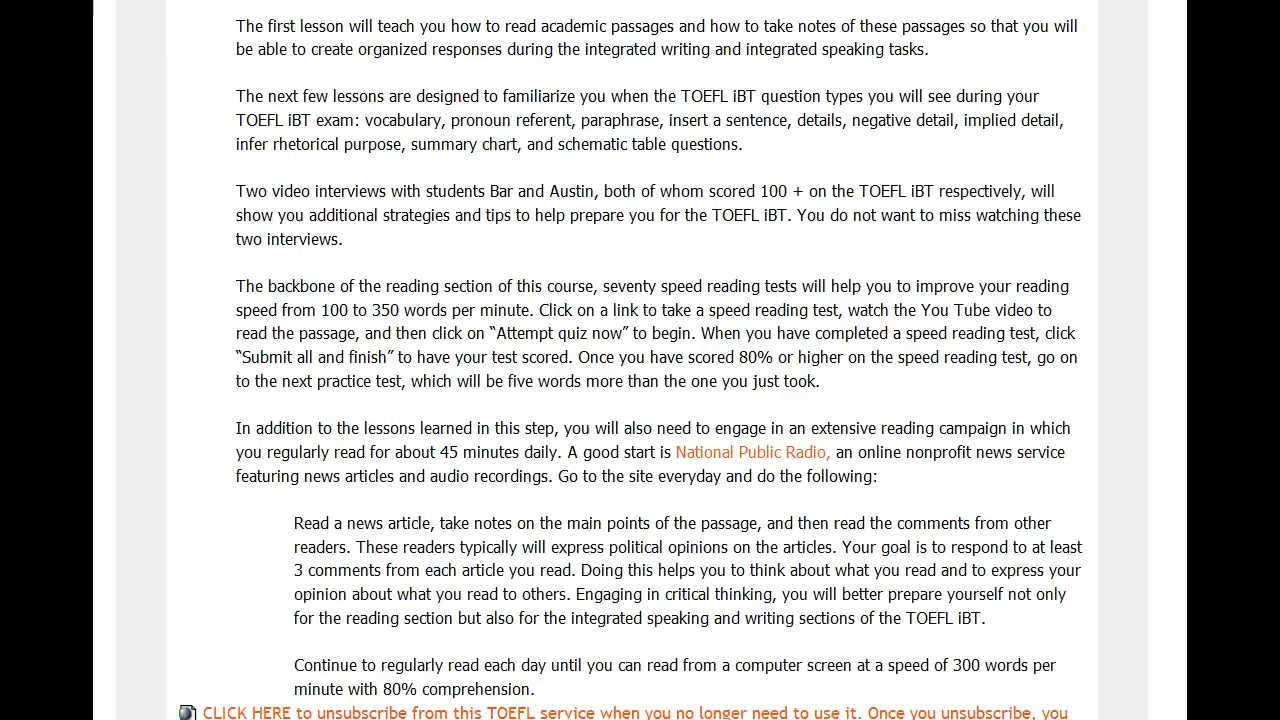 The first lesson will teach you how to read academic passages and how to take notes of these passages so that you will
be able to create organized responses during the integrated writing and integrated speaking tasks.
The next few lessons are designed to familiarize you when the TOEFL iBT question types you will see during your
TOEFL iBT exam: vocabulary, pronoun referent, paraphrase, insert a sentence, details, negative detail, implied detail,
infer rhetorical purpose, summary chart, and schematic table questions.
Two video interviews with students Bar and Austin, both of whom scored 100 + on the TOEFL iBT respectively, will
show you additional strategies and tips to help prepare you for the TOEFL iBT. You do not want to miss watching these
two interviews.
The backbone of the reading section of this course, seventy speed reading tests will help you to improve your reading
speed from 100 to 350 words per minute. Click on a link to take a speed reading test, watch the You Tube video to
read the passage, and then click on “Attempt quiz now” to begin. When you have completed a speed reading test, click
“Submit all and finish” to have your test scored. Once you have scored 80% or higher on the speed reading test, go on
to the next practice test, which will be five words more than the one you just took.
In addition to the lessons learned in this step, you will also need to engage in an extensive reading campaign in which
you regularly read for about 45 minutes daily. A good start is National Public Radio, an online nonprofit news service
featuring news articles and audio recordings. Go to the site everyday and do the following:
Read a news article, take notes on the main points of the passage, and then read the comments from other
readers. These readers typically will express political opinions on the articles. Your goal is to respond to at least
3 comments from each article you read. Doing this helps you to think about what you read and to express your
opinion about what you read to others. Engaging in critical thinking, you will better prepare yourself not only
for the reading section but also for the integrated speaking and writing sections of the TOEFL iBT.
Continue to regularly read each day until you can read from a computer screen at a speed of 300 words per
minute with 80% comprehension.
CLICK HERE to unsubscribe from this TOEFL service when you no longer need to use it. Once you unsubscribe, you